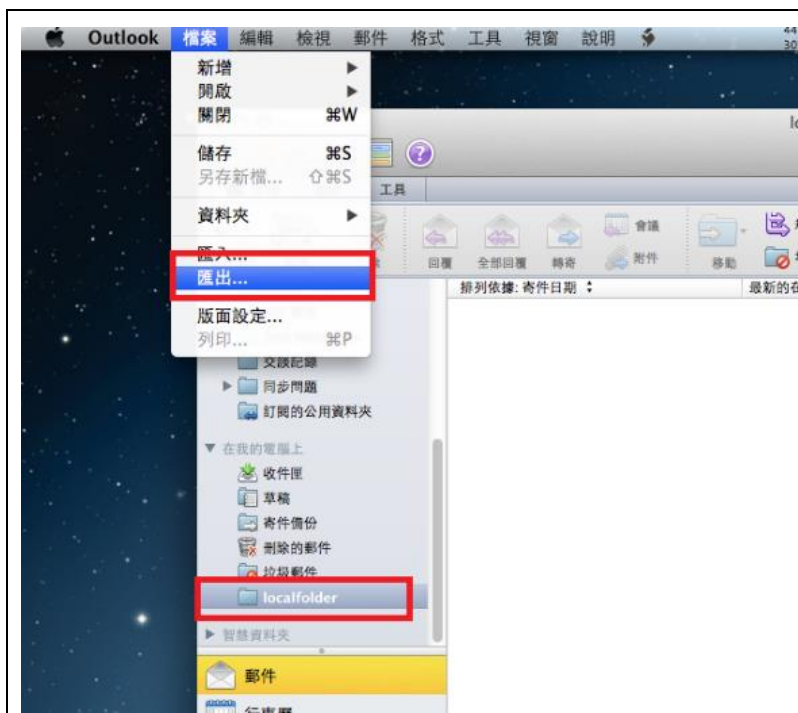 Outlook 檔案 編輯 檢視 郵件 格式 工具 視窗 說明
新增
開啟
關閉 ⌘W
儲存 ⌘S
另存新檔... ⇧⌘S
工具
資料夾
會議
匯入...
回覆 全部回覆 轉寄 附件 移動
匯出...
排列依據: 寄件日期 最新的在
版面設定...
列印... ⌘P
交談記錄
同步問題
訂閱的公用資料夾
在我的電腦上
收件匣
草稿
寄件備份
刪除的郵件
垃圾郵件
localfolder
智慧資料夾
郵件
行事曆